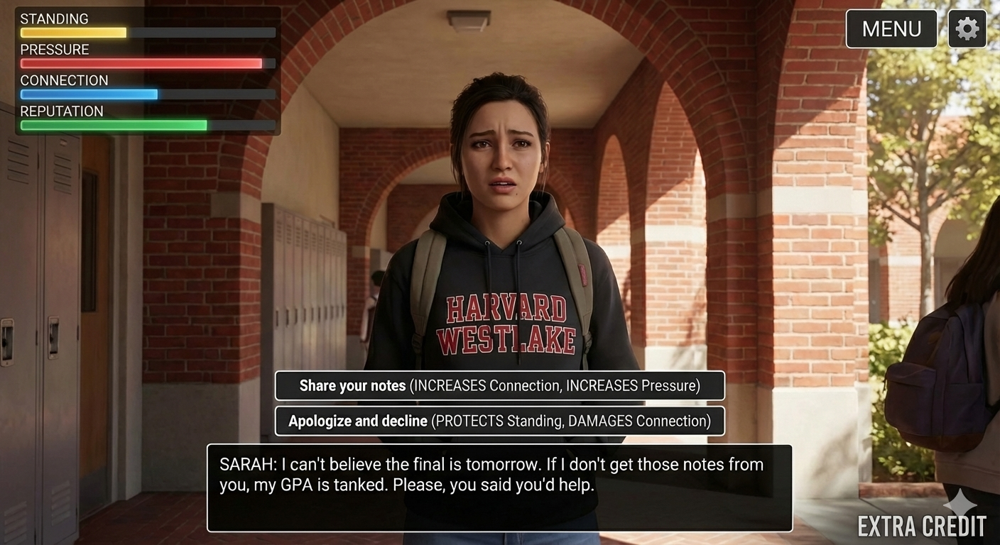 STANDING
PRESSURE
CONNECTION
REPUTATION
MENU
HARVARD
WESTLAKE
Share your notes (INCREASES Connection, INCREASES Pressure)
Apologize and decline (PROTECTS Standing, DAMAGES Connection)
SARAH: I can't believe the final is tomorrow. If I don't get those notes from
you, my GPA is tanked. Please, you said you'd help.
EXTRA CREDIT